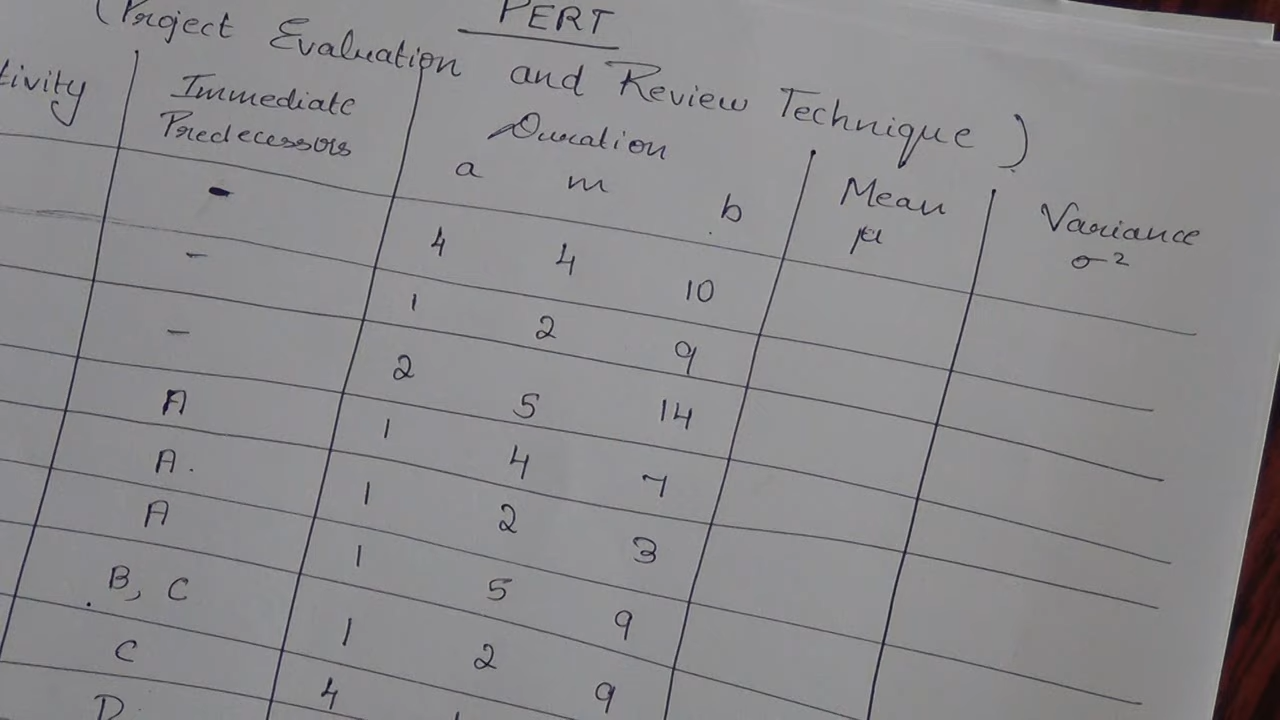 PERT
(Project Evaluation and Review Technique)
tivity Immediate Predecessors Duration a m b Mean μ Variance σ²
- 4 4 10
- 1 2 9
- 2 5 14
A 1 4 7
A. 1 2 3
A 1 5 9
B, C 1 2 9
C 4
D